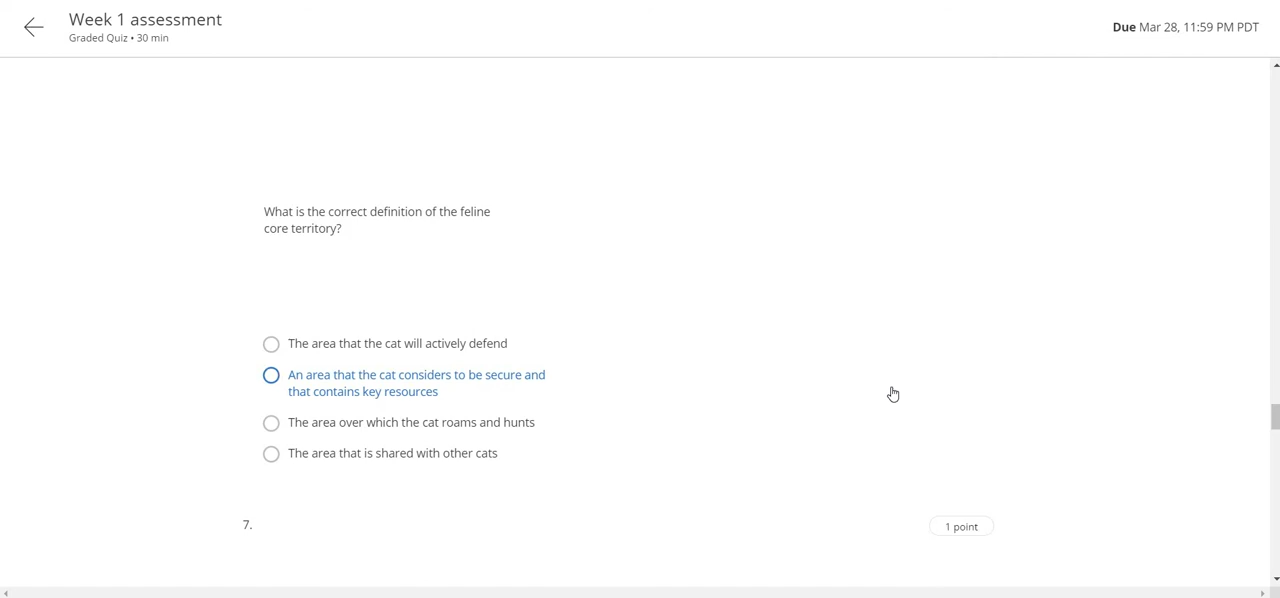 Week 1 assessment
Graded Quiz • 30 min
Due Mar 28, 11:59 PM PDT
What is the correct definition of the feline
core territory?
The area that the cat will actively defend
An area that the cat considers to be secure and
that contains key resources
The area over which the cat roams and hunts
The area that is shared with other cats
7.
1 point